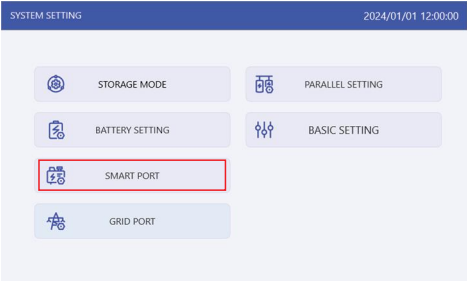 SYSTEM SETTING 2024/01/01 12:00:00
STORAGE MODE PARALLEL SETTING
BATTERY SETTING BASIC SETTING
SMART PORT
GRID PORT